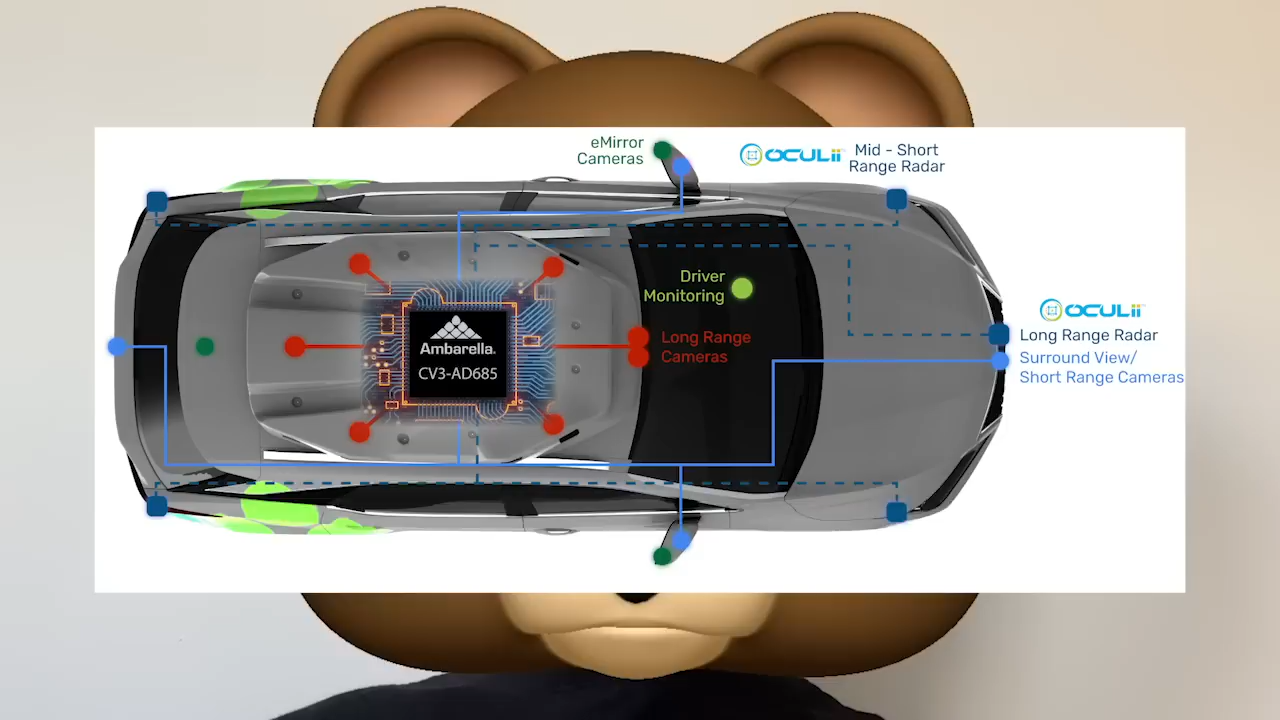 eMirror
Cameras
OCULii
Mid - Short
Range Radar
Driver
Monitoring
Long Range
Cameras
Ambarella.
CV3-AD685
OCULii
Long Range Radar
Surround View/
Short Range Cameras